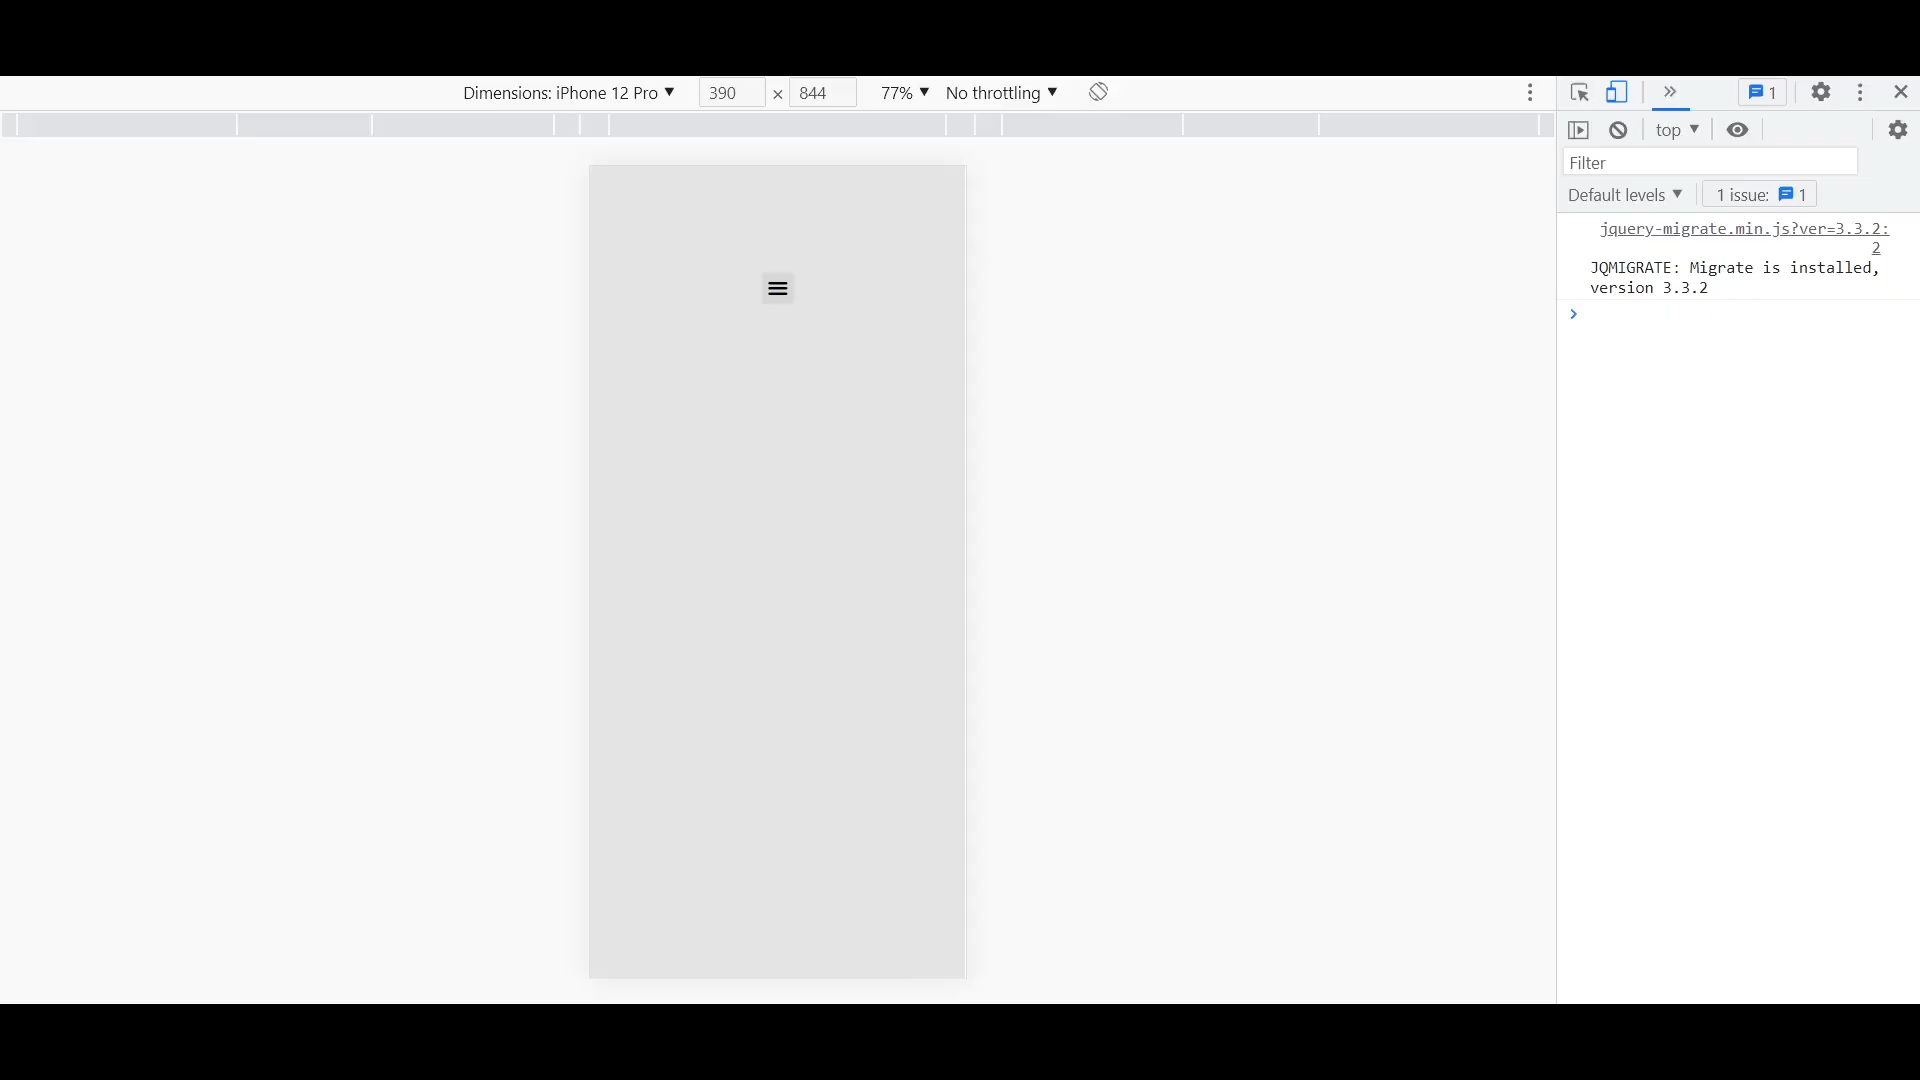 Dimensions: iPhone 12 Pro 390 × 844 77% No throttling
1
top
Filter
Default levels 1 issue: 1
jquery-migrate.min.js?ver=3.3.2:
2
JQMIGRATE: Migrate is installed,
version 3.3.2